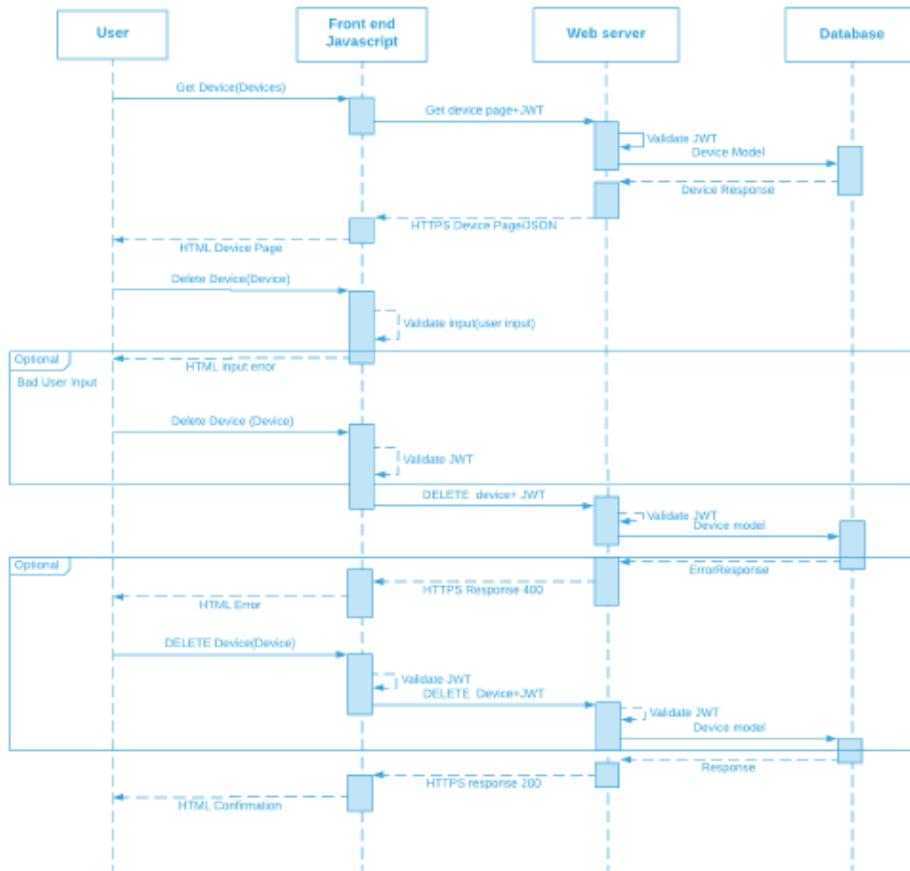 User
Front end
Javascript
Web server
Database
Get Device(Devices)
Get device page+JWT
Validate JWT
Device Model
Device Response
HTTPS Device Page/JSON
HTML Device Page
Delete Device(Device)
Validate input(user input)
Optional
HTML input error
Bad User Input
Delete Device (Device)
Validate JWT
DELETE device+ JWT
Validate JWT
Device model
Optional
ErrorResponse
HTTPS Response 400
HTML Error
DELETE Device(Device)
Validate JWT
DELETE Device+JWT
Validate JWT
Device model
Response
HTTPS response 200
HTML Confirmation